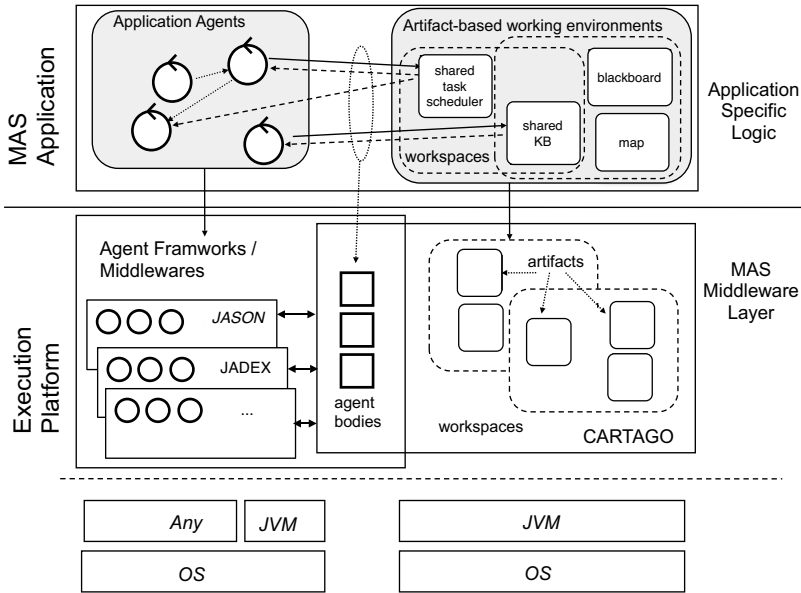 MAS
Application
Application Agents
Artifact-based working environments
shared
task
scheduler
blackboard
shared
KB
map
workspaces
Application
Specific
Logic
Execution
Platform
Agent Framworks /
Middlewares
JASON
JADEX
...
agent
bodies
artifacts
workspaces
CARTAGO
MAS
Middleware
Layer
Any
JVM
JVM
OS
OS